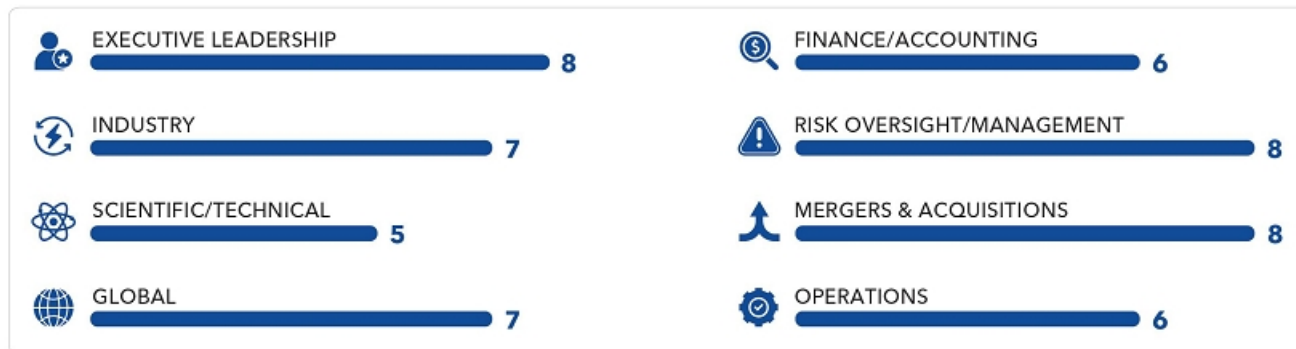 EXECUTIVE LEADERSHIP
8
INDUSTRY
7
SCIENTIFIC/TECHNICAL
5
GLOBAL
7
FINANCE/ACCOUNTING
6
RISK OVERSIGHT/MANAGEMENT
8
MERGERS & ACQUISITIONS
8
OPERATIONS
6